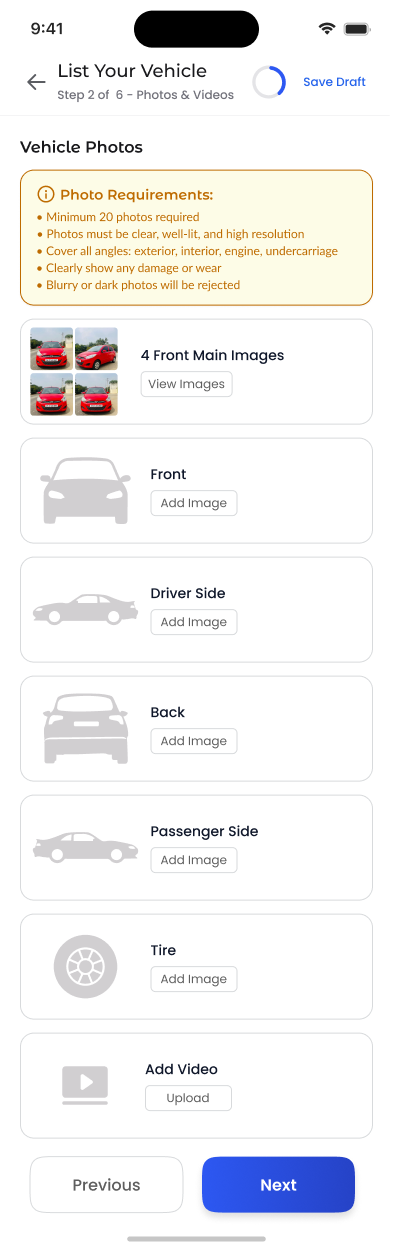 9:41
List Your Vehicle
Step 2 of 6 - Photos & Videos
Save Draft
Vehicle Photos
Photo Requirements:
• Minimum 20 photos required
• Photos must be clear, well-lit, and high resolution
• Cover all angles: exterior, interior, engine, undercarriage
• Clearly show any damage or wear
• Blurry or dark photos will be rejected
4 Front Main Images
View Images
Front
Add Image
Driver Side
Add Image
Back
Add Image
Passenger Side
Add Image
Tire
Add Image
Add Video
Upload
Previous
Next